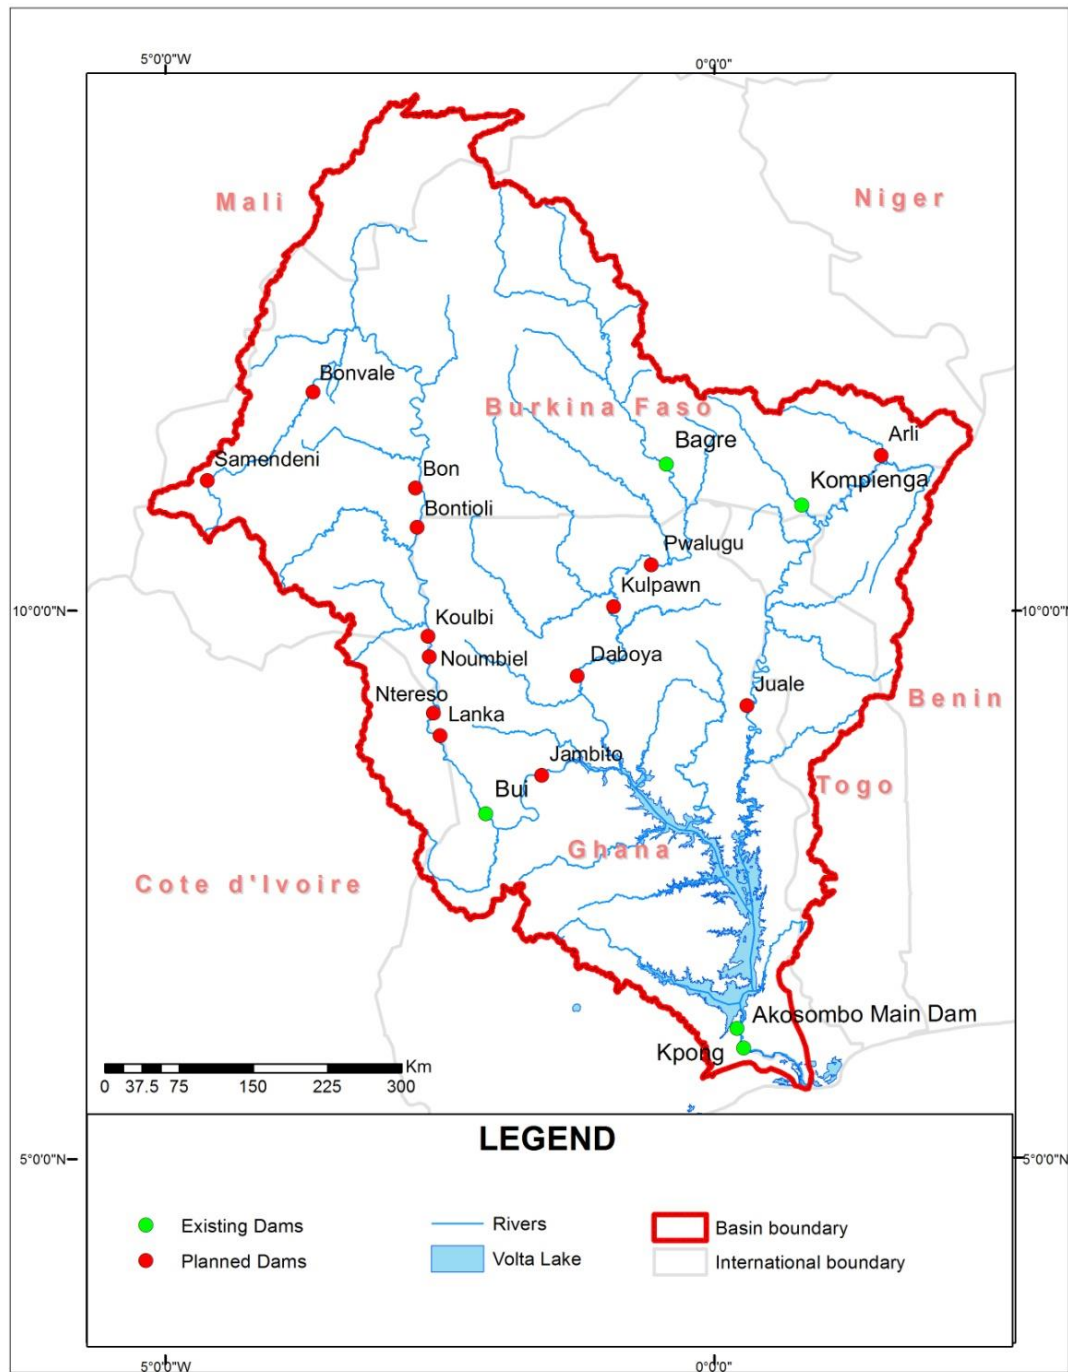 5°0'0"W
0°0'0"
Mali
Niger
Bonvale
Burkina Faso
Bagre
Arli
Samendeni
Bon
Kompienga
Bontioli
Pwalugu
Kulpawn
10°0'0"N
10°0'0"N
Koulbi
Noumbiel
Daboya
Ntereso
Lanka
Juale
Benin
Jambito
Bui
Togo
Ghana
Cote d'Ivoire
Akosombo Main Dam
Kpong
Km
0 37.5 75 150 225 300
LEGEND
5°0'0"N
5°0'0"N
Existing Dams
Rivers
Basin boundary
Planned Dams
Volta Lake
International boundary
5°0'0"W
0°0'0"